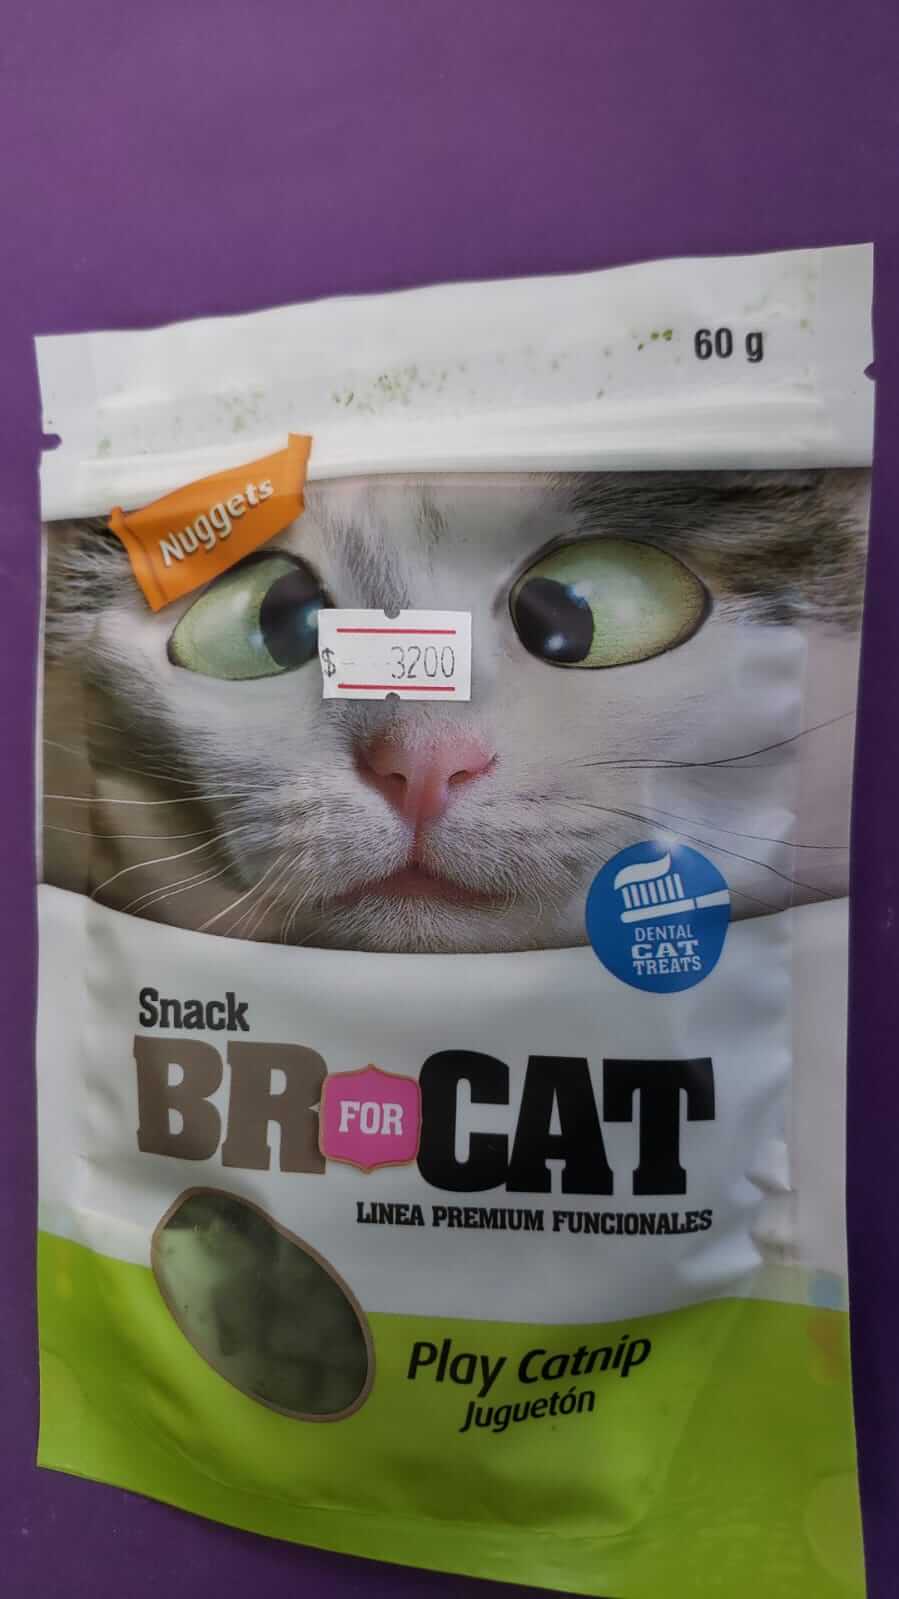 60 g
Nuggets
$ 3200
DENTAL
CAT
TREATS
Snack
BR FOR CAT
LINEA PREMIUM FUNCIONALES
Play Catnip
Juguetón